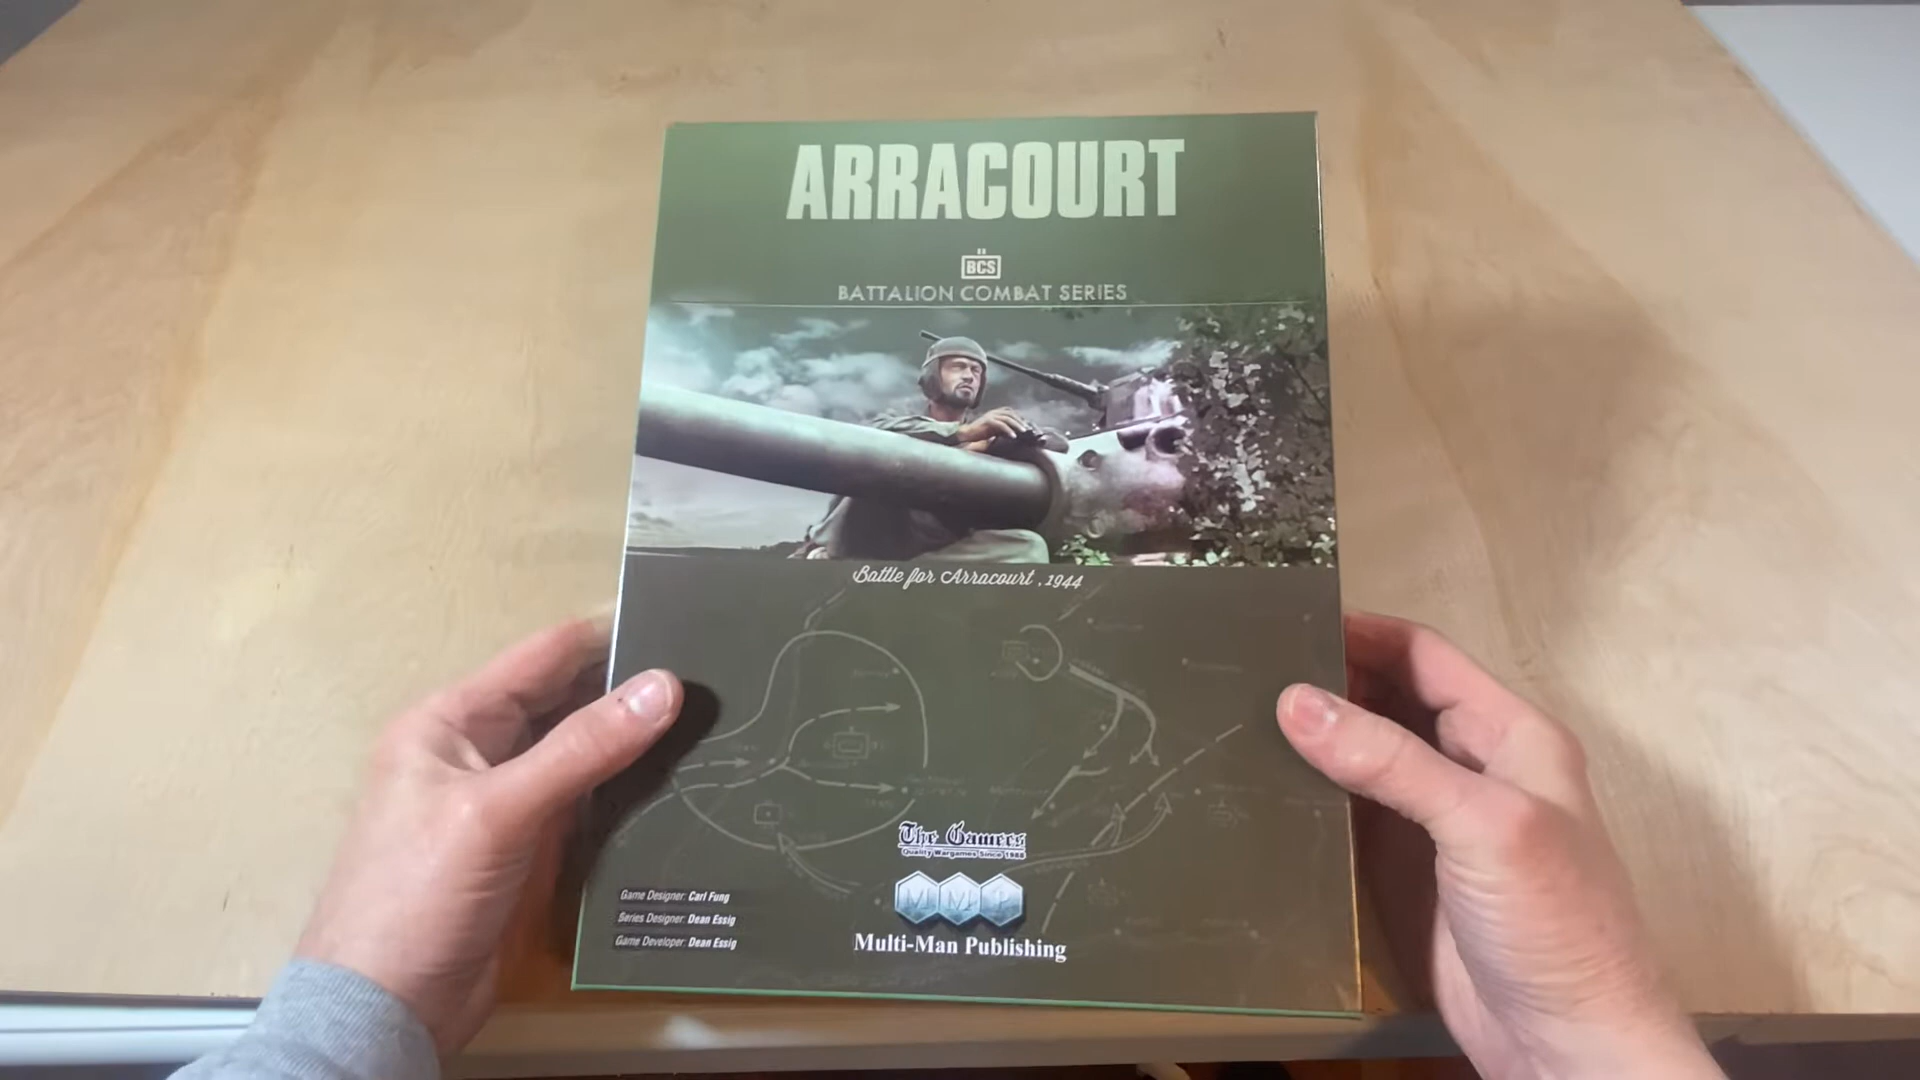 ARRACOURT
BCS
BATTALION COMBAT SERIES
Battle for Arracourt, 1944
The Gamers
Quality Wargames Since 1988
MMP
Multi-Man Publishing
Game Designer: Carl Fung
Series Designer: Dean Essig
Game Developer: Dean Essig